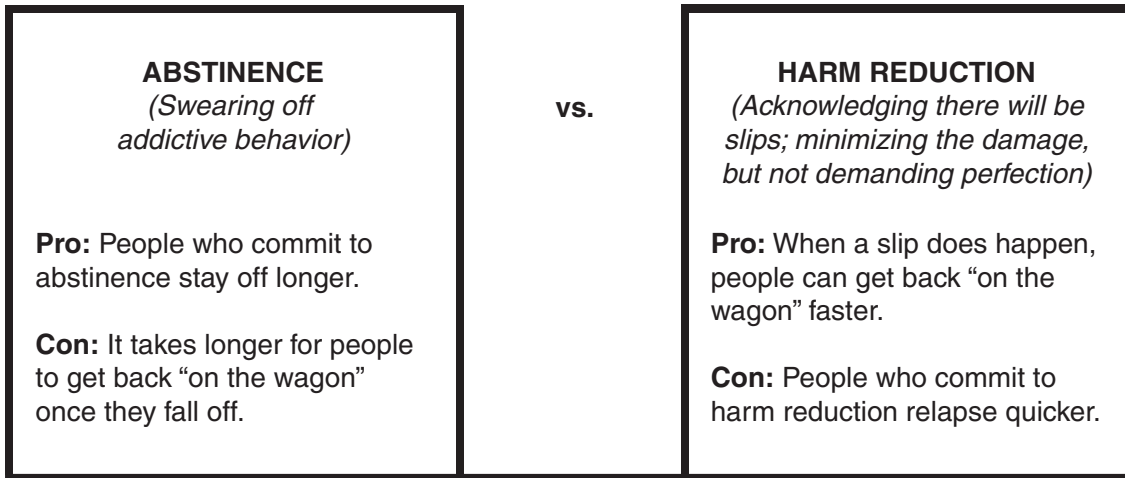 ABSTINENCE
(Swearing off
addictive behavior)
Pro: People who commit to
abstinence stay off longer.
Con: It takes longer for people
to get back “on the wagon”
once they fall off.
vs.
HARM REDUCTION
(Acknowledging there will be
slips; minimizing the damage,
but not demanding perfection)
Pro: When a slip does happen,
people can get back “on the
wagon” faster.
Con: People who commit to
harm reduction relapse quicker.